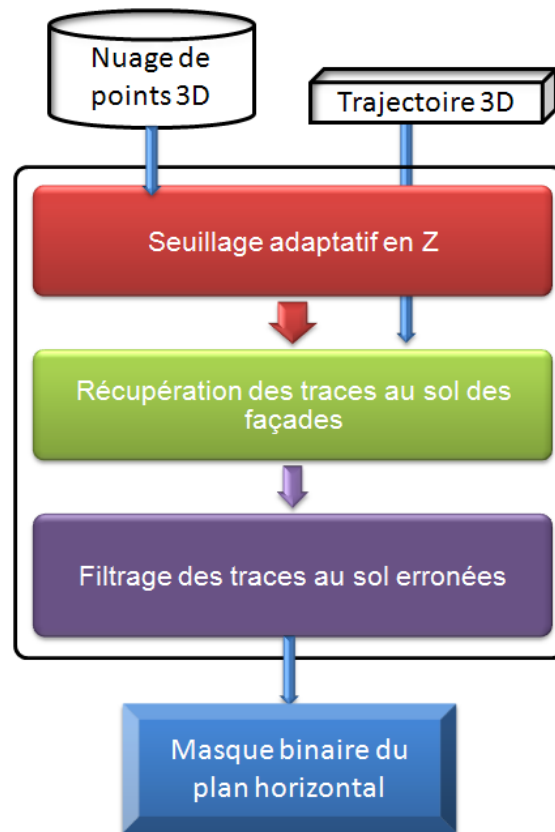 Nuage de
points 3D
Trajectoire 3D
Seuillage adaptatif en Z
Récupération des traces au sol des
façades
Filtrage des traces au sol erronées
Masque binaire du
plan horizontal